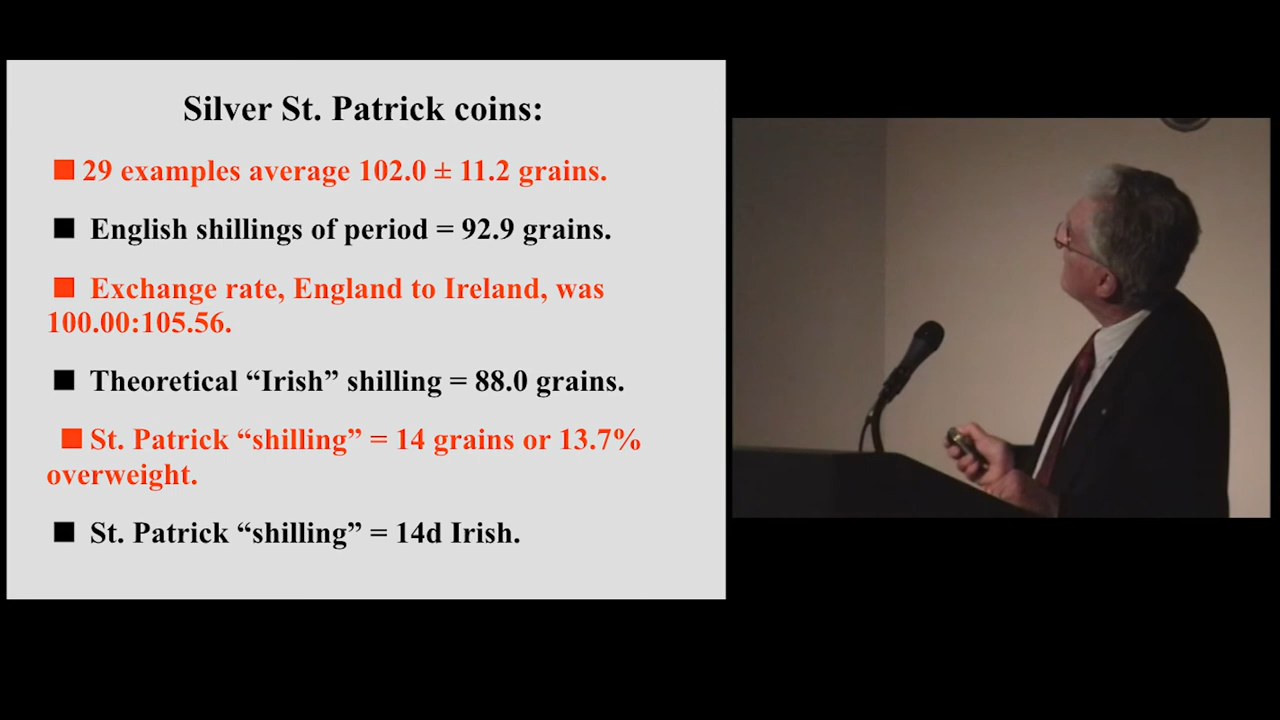 Silver St. Patrick coins:
29 examples average 102.0 ± 11.2 grains.
English shillings of period = 92.9 grains.
Exchange rate, England to Ireland, was
100.00:105.56.
Theoretical “Irish” shilling = 88.0 grains.
St. Patrick “shilling” = 14 grains or 13.7%
overweight.
St. Patrick “shilling” = 14d Irish.